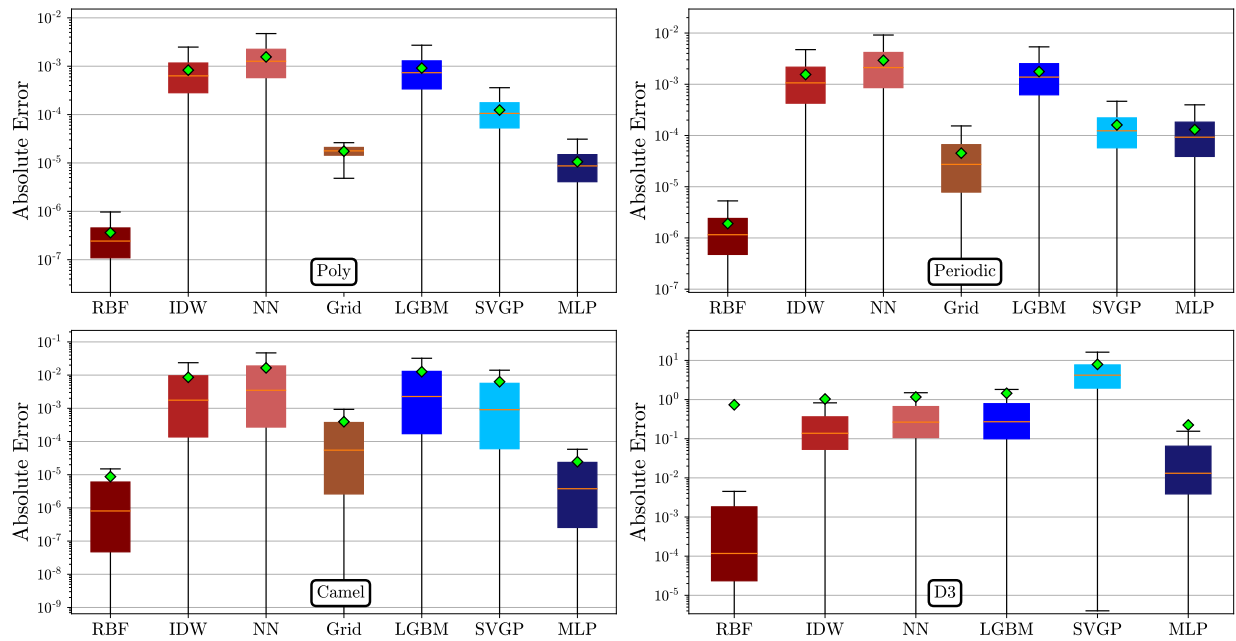 Absolute Error
10⁻²
10⁻³
10⁻⁴
10⁻⁵
10⁻⁶
10⁻⁷
Poly
RBF IDW NN Grid LGBM SVGP MLP
Absolute Error
10⁻²
10⁻³
10⁻⁴
10⁻⁵
10⁻⁶
10⁻⁷
Periodic
RBF IDW NN Grid LGBM SVGP MLP
Absolute Error
10⁻¹
10⁻²
10⁻³
10⁻⁴
10⁻⁵
10⁻⁶
10⁻⁷
10⁻⁸
10⁻⁹
Camel
RBF IDW NN Grid LGBM SVGP MLP
Absolute Error
10¹
10⁰
10⁻¹
10⁻²
10⁻³
10⁻⁴
10⁻⁵
D3
RBF IDW NN LGBM SVGP MLP